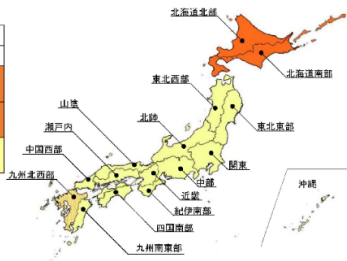 北海道北部
北海道南部
東北西部
山陰
北陸
東北東部
瀬戸内
中国西部
関東
九州北西部
中部
沖縄
近畿
紀伊南部
四国南部
九州南東部